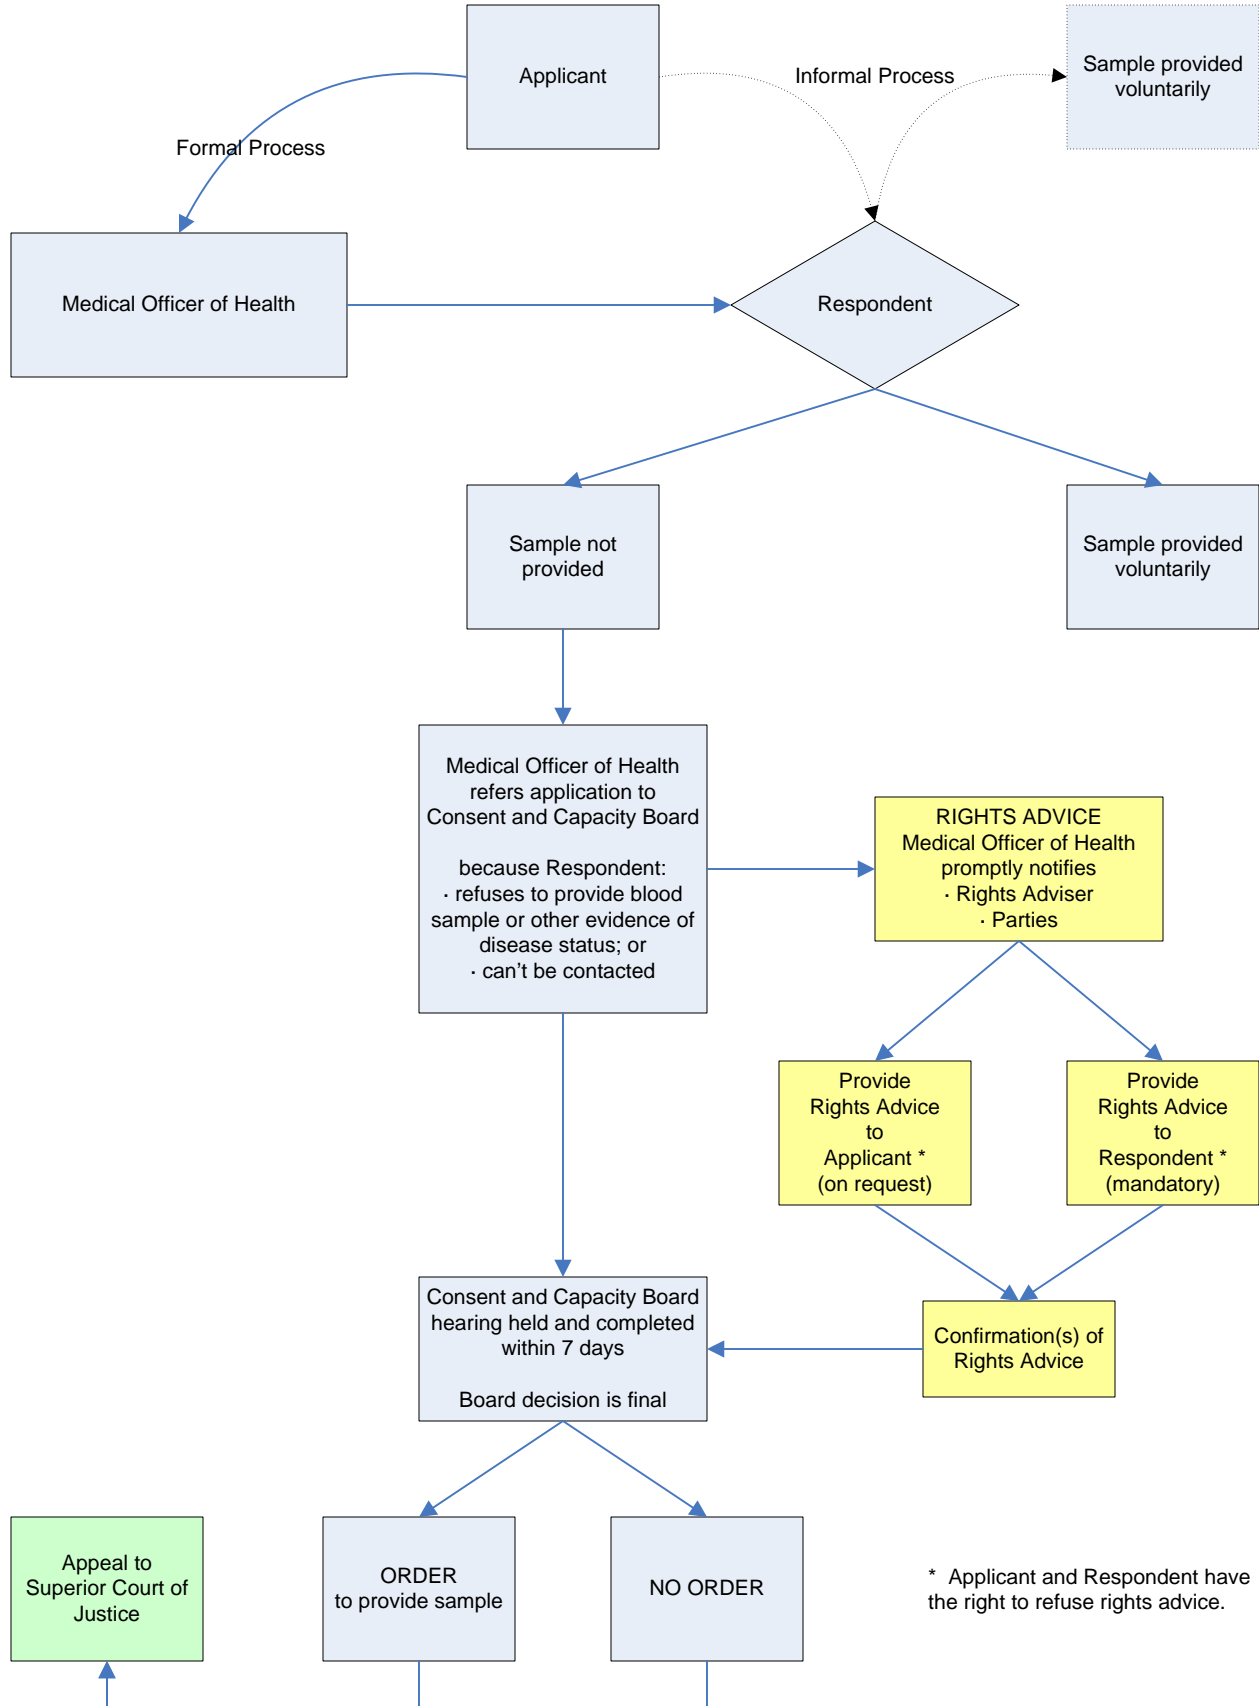 Applicant
Informal Process
Sample provided
voluntarily
Formal Process
Medical Officer of Health
Respondent
Sample not
provided
Sample provided
voluntarily
Medical Officer of Health
refers application to
Consent and Capacity Board
because Respondent:
· refuses to provide blood
sample or other evidence of
disease status; or
· can't be contacted
RIGHTS ADVICE
Medical Officer of Health
promptly notifies
· Rights Adviser
· Parties
Provide
Rights Advice
to
Applicant *
(on request)
Provide
Rights Advice
to
Respondent *
(mandatory)
Consent and Capacity Board
hearing held and completed
within 7 days
Board decision is final
Confirmation(s) of
Rights Advice
Appeal to
Superior Court of
Justice
ORDER
to provide sample
NO ORDER
* Applicant and Respondent have
the right to refuse rights advice.